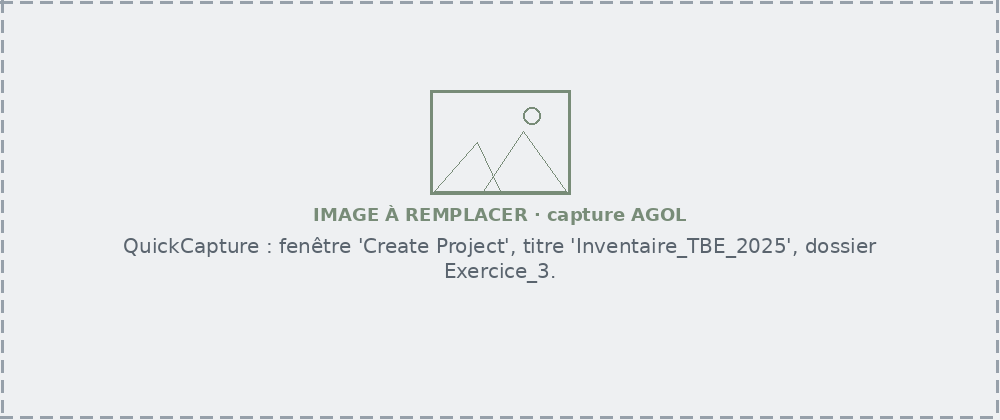 IMAGE À REMPLACER · capture AGOL
QuickCapture : fenêtre 'Create Project', titre 'Inventaire_TBE_2025', dossier
Exercice_3.